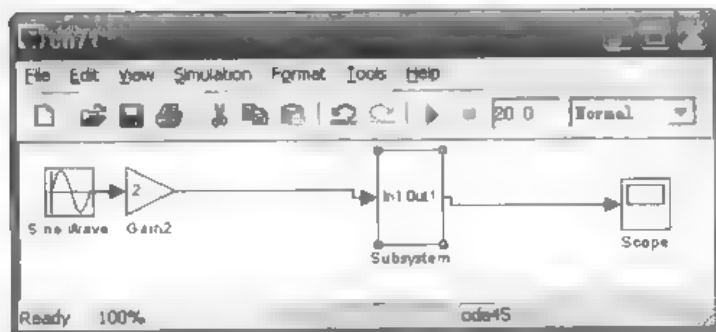 File Edit View Simulation Format Tools Help
20 0 Normal
2
In1 Out1
Sine Wave Gain2
Subsystem
Scope
Ready 100% ode45